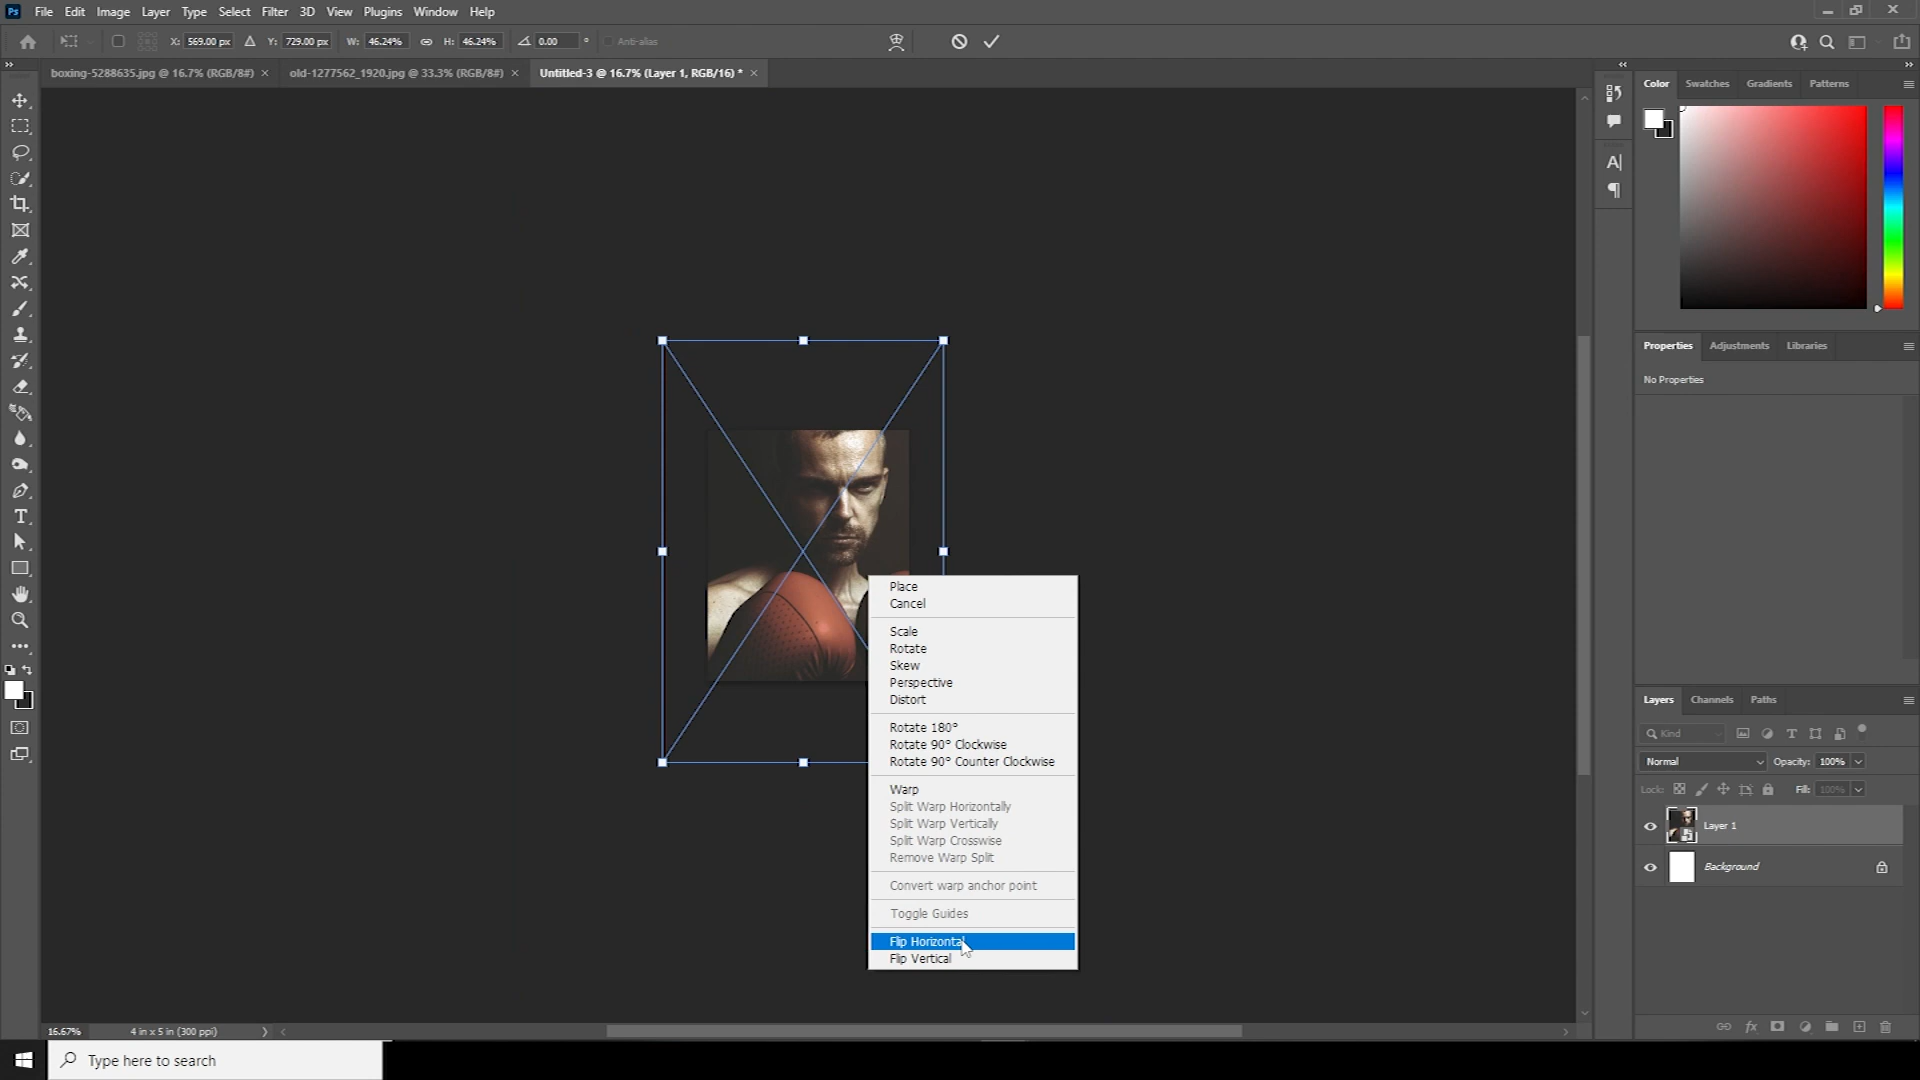 Ps File Edit Image Layer Type Select Filter 3D View Plugins Window Help
X: 569.00 px Y: 729.00 px W: 46.24% H: 46.24% 0.00 ° Anti-alias
boxing-5288635.jpg @ 16.7% (RGB/8#) × old-1277562_1920.jpg @ 33.3% (RGB/8#) × Untitled-3 @ 16.7% (Layer 1, RGB/16) * ×
Color Swatches Gradients Patterns
Properties Adjustments Libraries
No Properties
Place
Cancel
Scale
Rotate
Skew
Perspective
Distort
Rotate 180°
Rotate 90° Clockwise
Rotate 90° Counter Clockwise
Warp
Split Warp Horizontally
Split Warp Vertically
Split Warp Crosswise
Remove Warp Split
Convert warp anchor point
Toggle Guides
Flip Horizontal
Flip Vertical
Layers Channels Paths
Kind
Normal Opacity: 100%
Lock: Fill: 100%
Layer 1
Background
16.67% 4 in x 5 in (300 ppi)
Type here to search